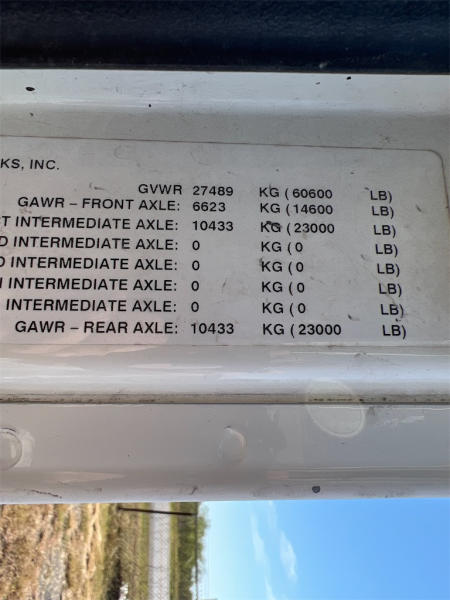 KS, INC.
GVWR 27489 KG ( 60600 LB)
GAWR – FRONT AXLE: 6623 KG ( 14600 LB)
T INTERMEDIATE AXLE: 10433 KG ( 23000 LB)
D INTERMEDIATE AXLE: 0 KG ( 0 LB)
D INTERMEDIATE AXLE: 0 KG ( 0 LB)
H INTERMEDIATE AXLE: 0 KG ( 0 LB)
INTERMEDIATE AXLE: 0 KG ( 0 LB)
GAWR – REAR AXLE: 10433 KG ( 23000 LB)